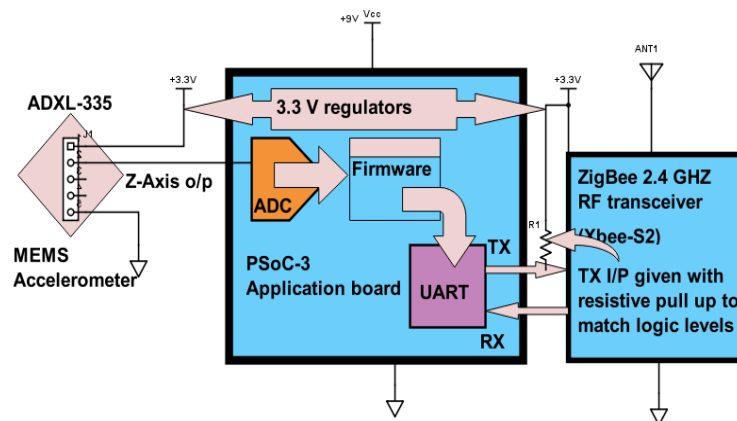 +9V Vcc
ANT1
+3.3V
+3.3V
ADXL-335
J1
3.3 V regulators
Z-Axis o/p
ADC
Firmware
ZigBee 2.4 GHZ
RF transceiver
(Xbee-S2)
R1
MEMS
Accelerometer
PSoC-3
Application board
TX
UART
RX
TX I/P given with
resistive pull up to
match logic levels